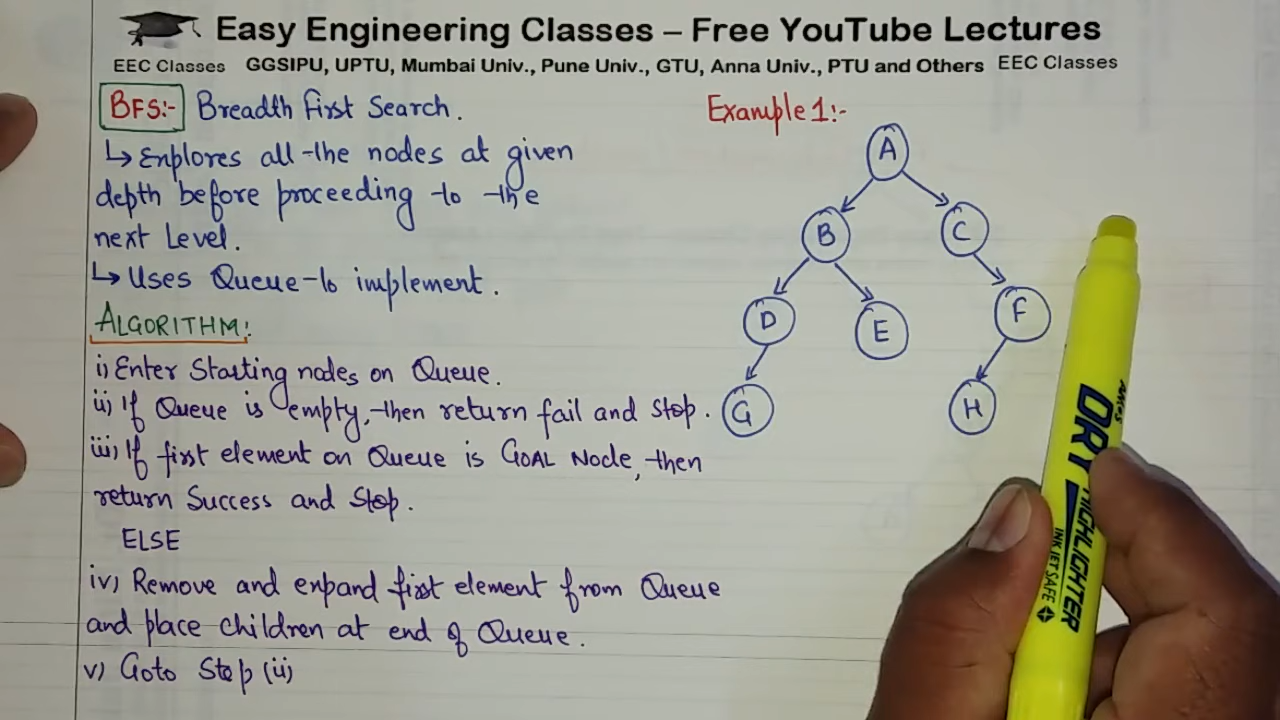 Easy Engineering Classes – Free YouTube Lectures
EEC Classes GGSIPU, UPTU, Mumbai Univ., Pune Univ., GTU, Anna Univ., PTU and Others EEC Classes
BFS:- Breadth First Search.
↳ Explores all the nodes at given
depth before proceeding to the
next Level.
↳ Uses Queue to implement.
ALGORITHM:
i) Enter Starting nodes on Queue.
ii) If Queue is empty, then return fail and Stop.
iii) If first element on Queue is GOAL Node, then
return Success and Stop.
ELSE
iv) Remove and expand first element from Queue
and place children at end of Queue.
v) Goto Step (ii)
Example 1:-
A
B C
D E F
G H
DRY HIGHLIGHTER
INK JET SAFE